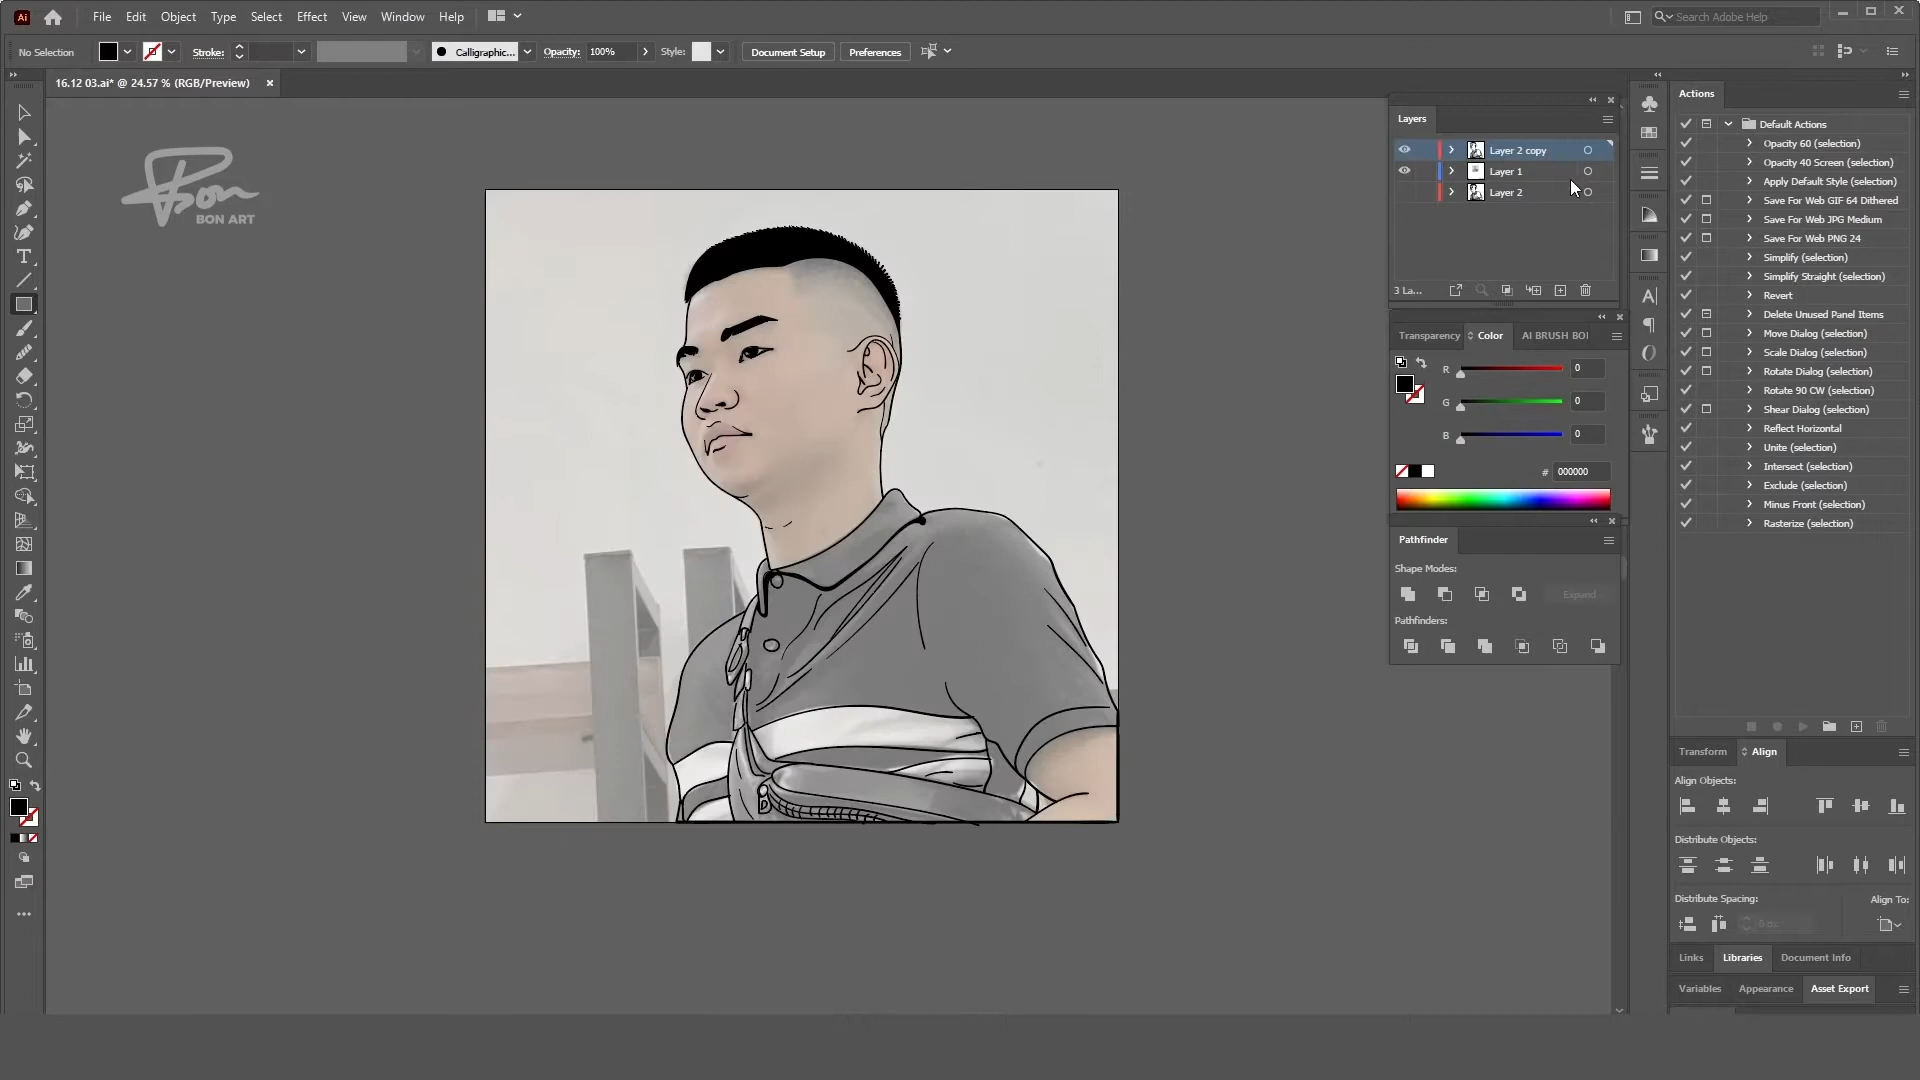 Ai File Edit Object Type Select Effect View Window Help Search Adobe Help
No Selection Stroke: Calligraphic... Opacity: 100% Style: Document Setup Preferences
16.12 03.ai* @ 24.57 % (RGB/Preview)
Bon
BON ART
Layers
Layer 2 copy
Layer 1
Layer 2
3 La...
Transparency Color AI BRUSH BOI
R 0
G 0
B 0
# 000000
Pathfinder
Shape Modes:
Expand
Pathfinders:
Actions
Default Actions
Opacity 60 (selection)
Opacity 40 Screen (selection)
Apply Default Style (selection)
Save For Web GIF 64 Dithered
Save For Web JPG Medium
Save For Web PNG 24
Simplify (selection)
Simplify Straight (selection)
Revert
Delete Unused Panel Items
Move Dialog (selection)
Scale Dialog (selection)
Rotate Dialog (selection)
Rotate 90 CW (selection)
Shear Dialog (selection)
Reflect Horizontal
Unite (selection)
Intersect (selection)
Exclude (selection)
Minus Front (selection)
Rasterize (selection)
Transform Align
Align Objects:
Distribute Objects:
Distribute Spacing: Align To:
0 px
Links Libraries Document Info
Variables Appearance Asset Export